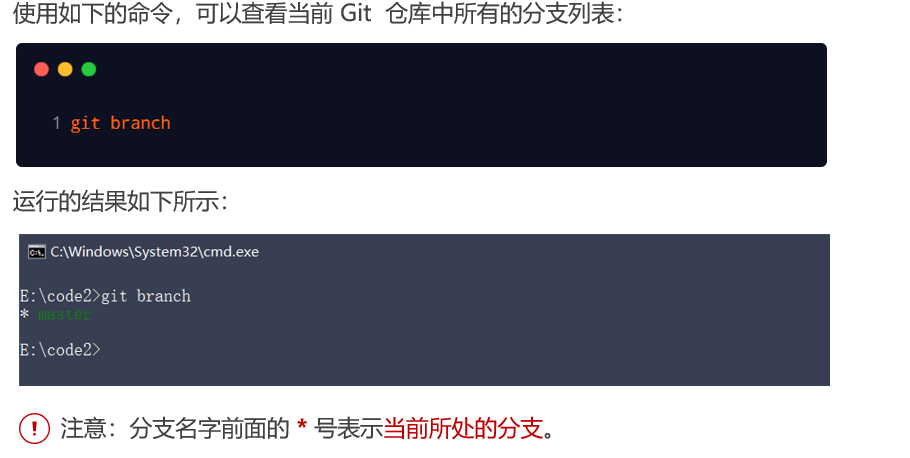 使用如下的命令，可以查看当前 Git 仓库中所有的分支列表：
1 git branch
运行的结果如下所示：
C:\Windows\System32\cmd.exe
E:\code2>git branch
* master
E:\code2>
注意：分支名字前面的 * 号表示当前所处的分支。